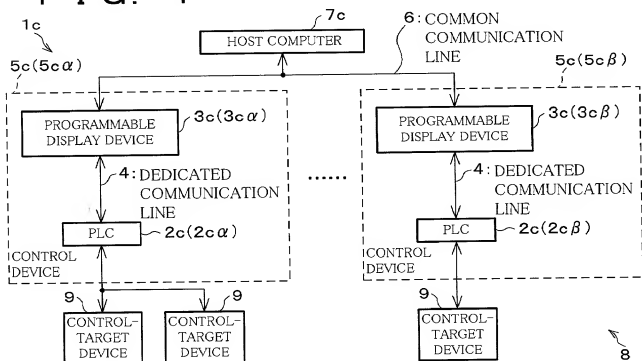 1c
7c
HOST COMPUTER
6: COMMON
COMMUNICATION
LINE
5c(5cα)
5c(5cβ)
PROGRAMMABLE
DISPLAY DEVICE
3c(3cα)
PROGRAMMABLE
DISPLAY DEVICE
3c(3cβ)
4: DEDICATED
COMMUNICATION
LINE
......
4: DEDICATED
COMMUNICATION
LINE
PLC
2c(2cα)
PLC
2c(2cβ)
CONTROL
DEVICE
CONTROL
DEVICE
9
CONTROL-
TARGET
DEVICE
9
CONTROL-
TARGET
DEVICE
9
CONTROL-
TARGET
DEVICE
8